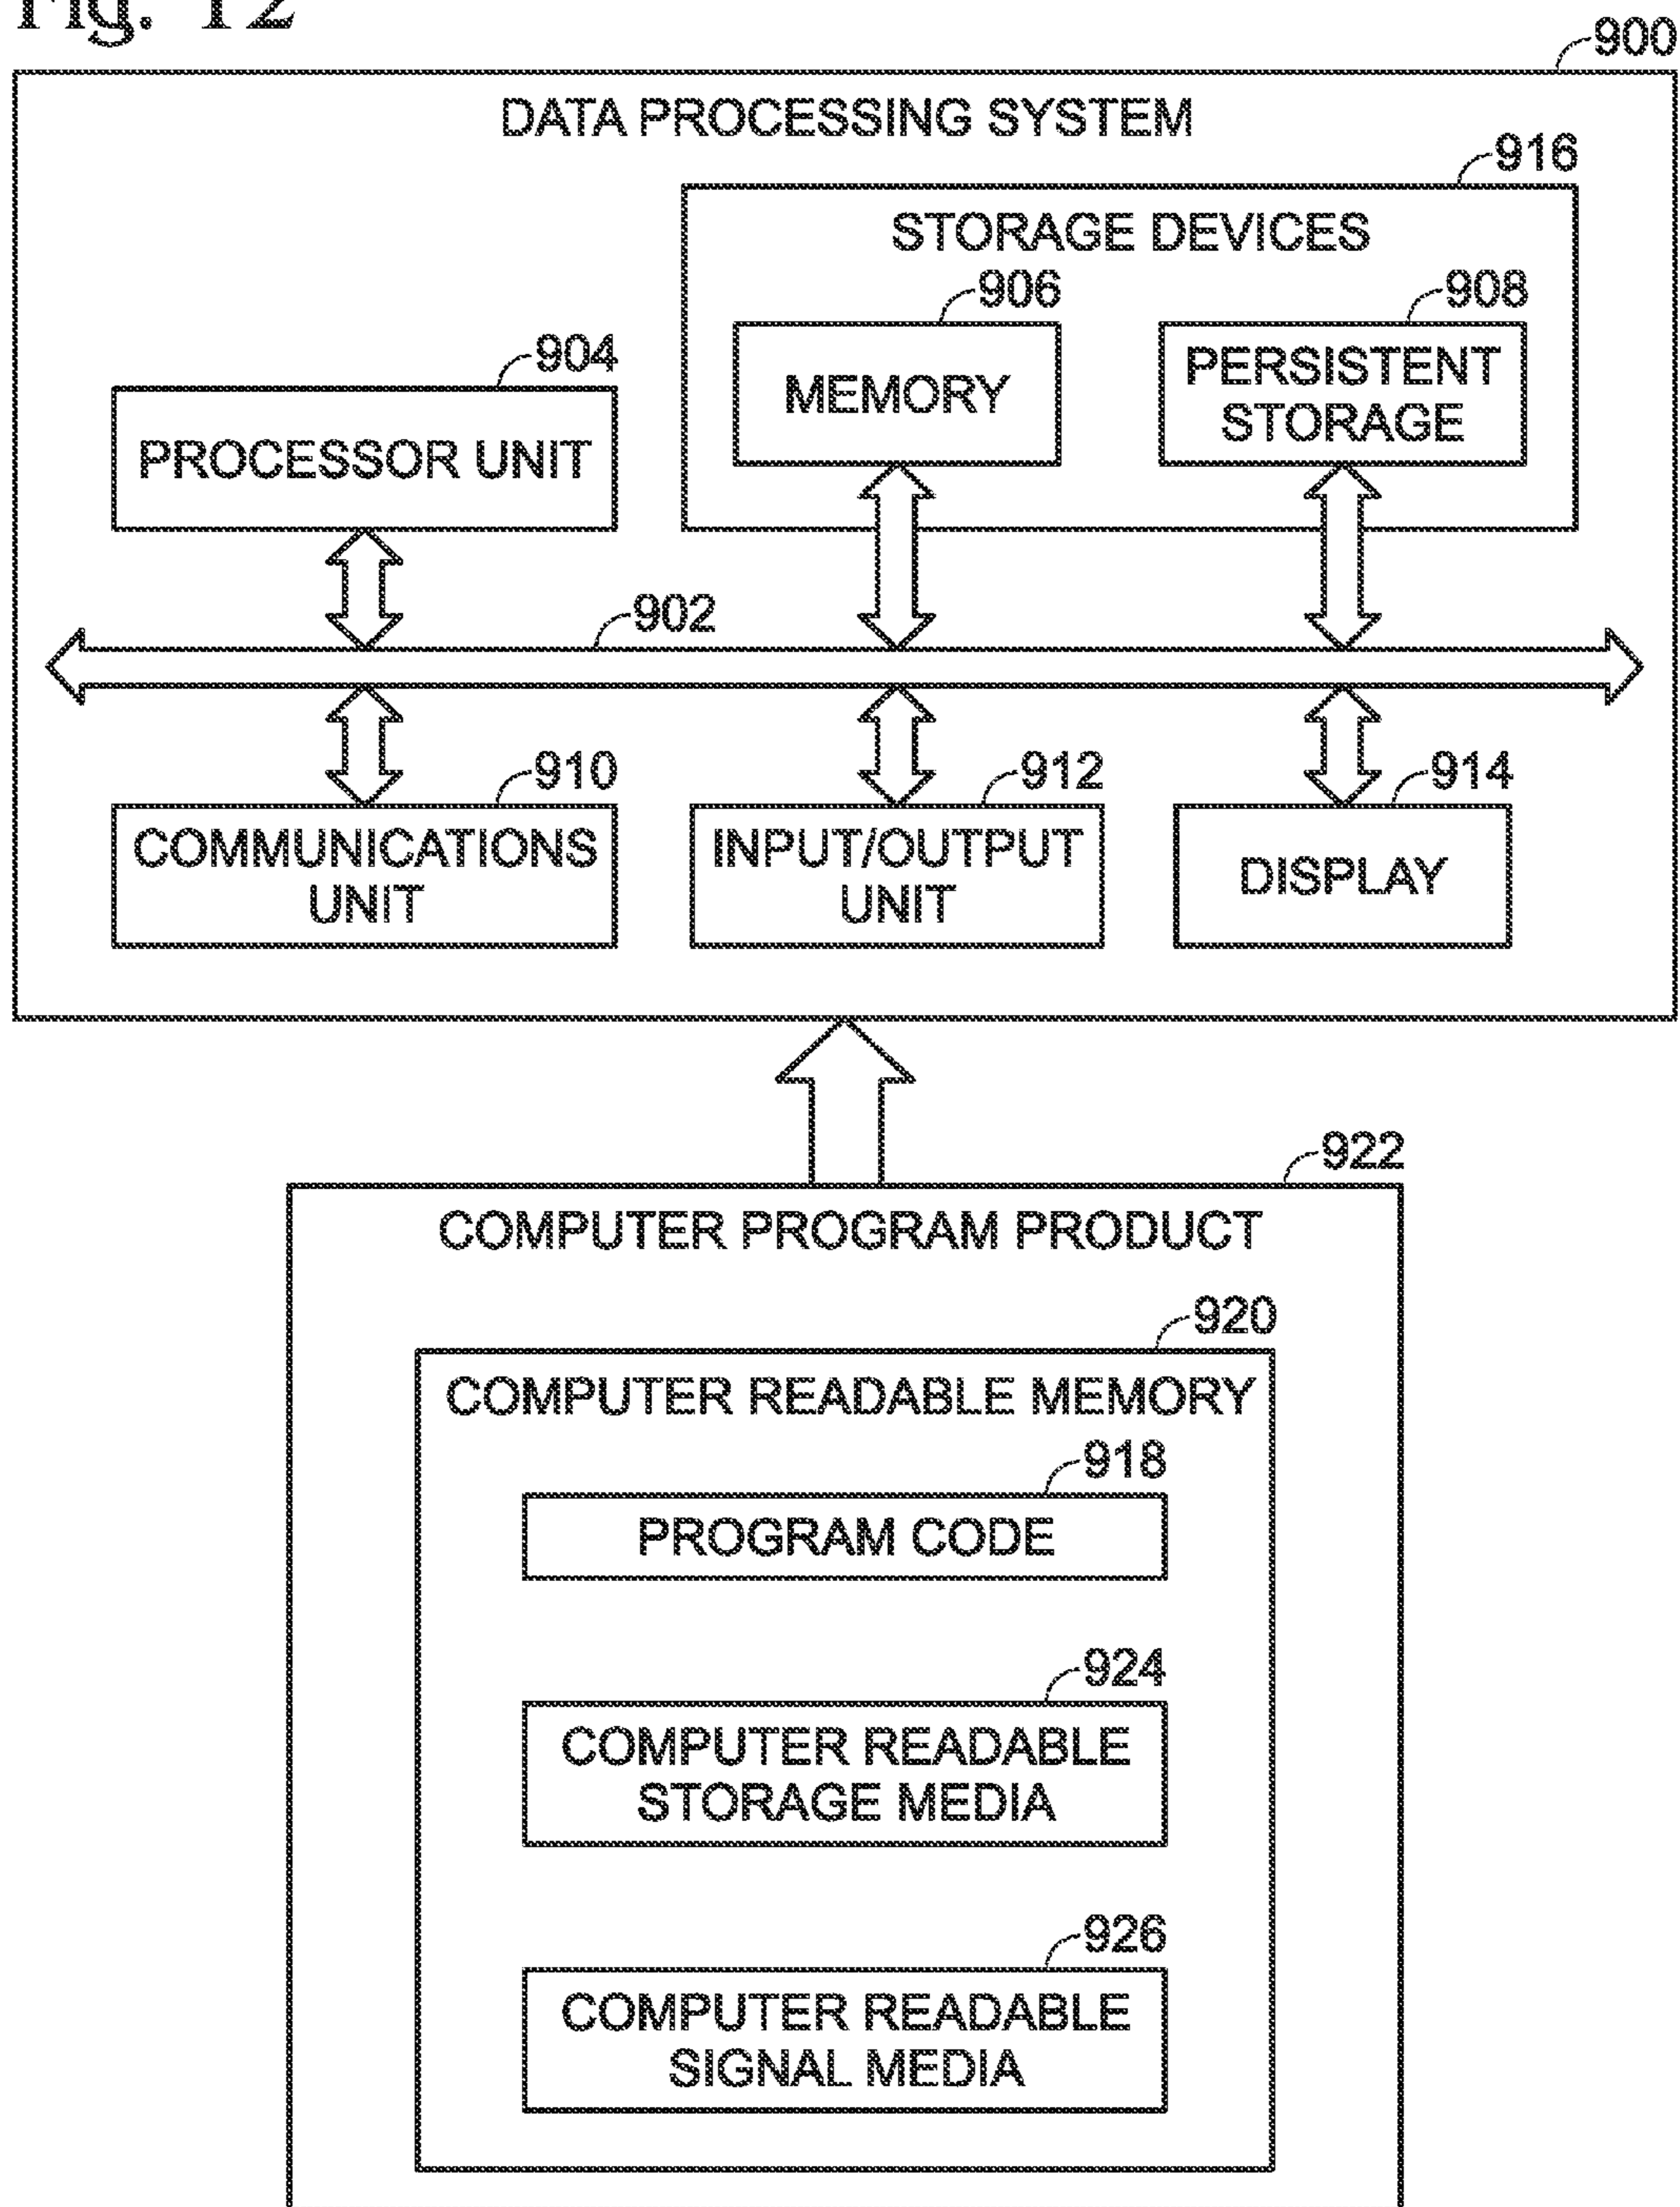 Fig. 12
900
DATA PROCESSING SYSTEM
916
STORAGE DEVICES
906
908
904
MEMORY
PERSISTENT
STORAGE
PROCESSOR UNIT
902
910
912
914
COMMUNICATIONS
UNIT
INPUT/OUTPUT
UNIT
DISPLAY
922
COMPUTER PROGRAM PRODUCT
920
COMPUTER READABLE MEMORY
918
PROGRAM CODE
924
COMPUTER READABLE
STORAGE MEDIA
926
COMPUTER READABLE
SIGNAL MEDIA